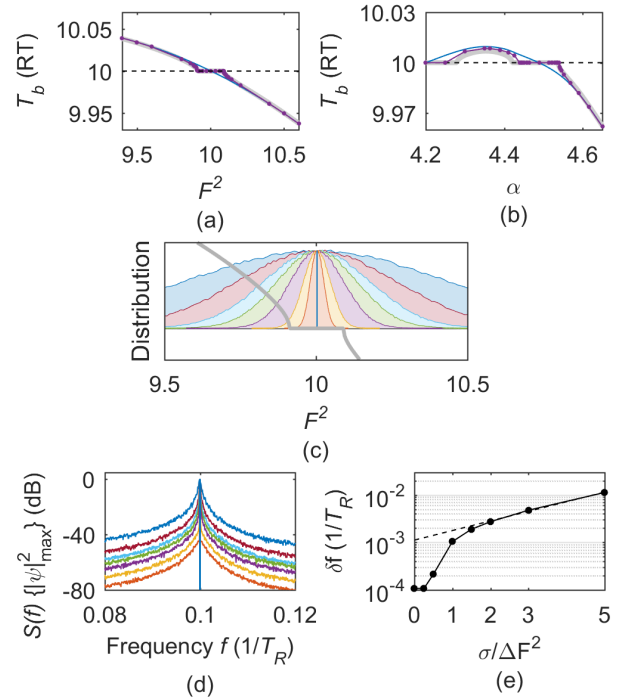 10.05
10
9.95
T_b (RT)
9.5 10 10.5
F^2
(a)
10.03
10
9.97
T_b (RT)
4.2 4.4 4.6
α
(b)
Distribution
9.5 10 10.5
F^2
(c)
0
-40
-80
S(f) {|ψ|^2_max} (dB)
0.08 0.1 0.12
Frequency f (1/T_R)
(d)
10^-2
10^-3
10^-4
δf (1/T_R)
0 1 2 3 5
σ/ΔF^2
(e)